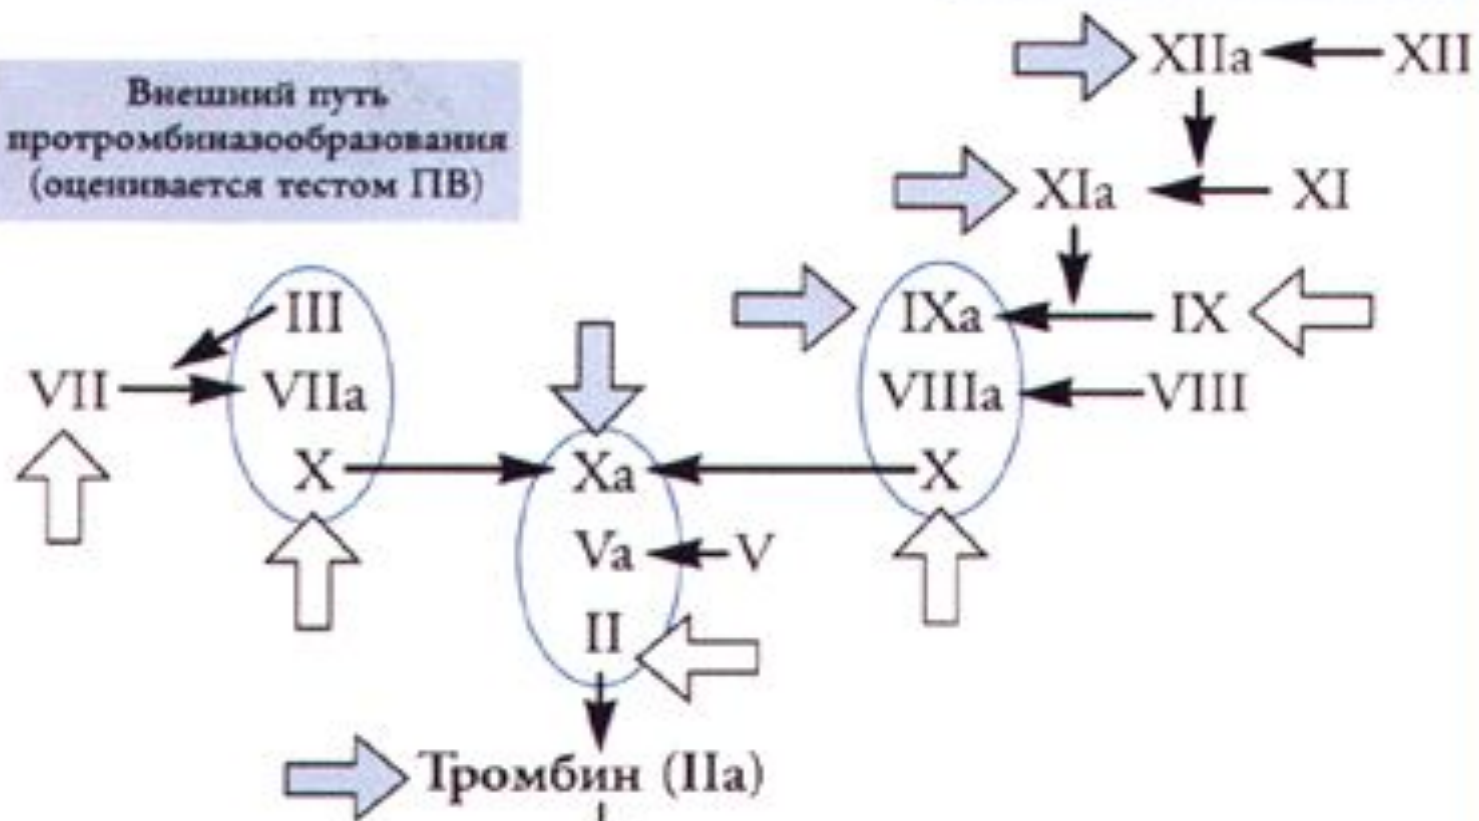 XIIa XII
Внешний путь
протромбиназообразования
(оценивается тестом ПВ)
XIa XI
III IXa IX
VII VIIa VIIIa VIII
X Xa X
Va V
II
Тромбин (IIa)